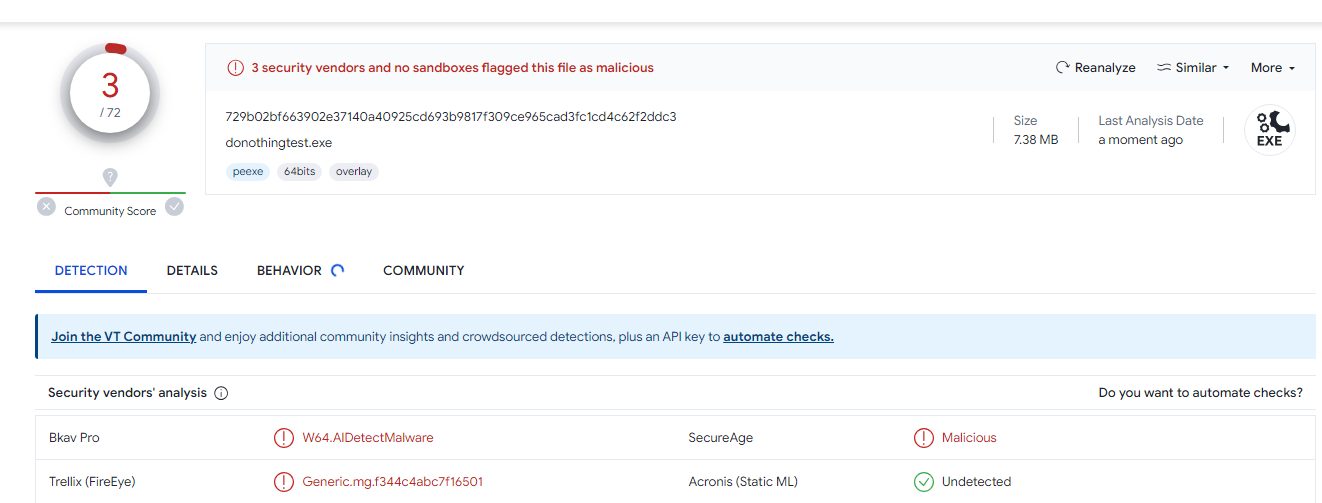 3
/ 72
Community Score
3 security vendors and no sandboxes flagged this file as malicious
Reanalyze
Similar
More
729b02bf663902e37140a40925cd693b9817f309ce965cad3fc1cd4c62f2ddc3
donothingtest.exe
peexe 64bits overlay
Size
7.38 MB
Last Analysis Date
a moment ago
EXE
DETECTION DETAILS BEHAVIOR COMMUNITY
Join the VT Community and enjoy additional community insights and crowdsourced detections, plus an API key to automate checks.
Security vendors' analysis
Do you want to automate checks?
Bkav Pro W64.AIDetectMalware SecureAge Malicious
Trellix (FireEye) Generic.mg.f344c4abc7f16501 Acronis (Static ML) Undetected